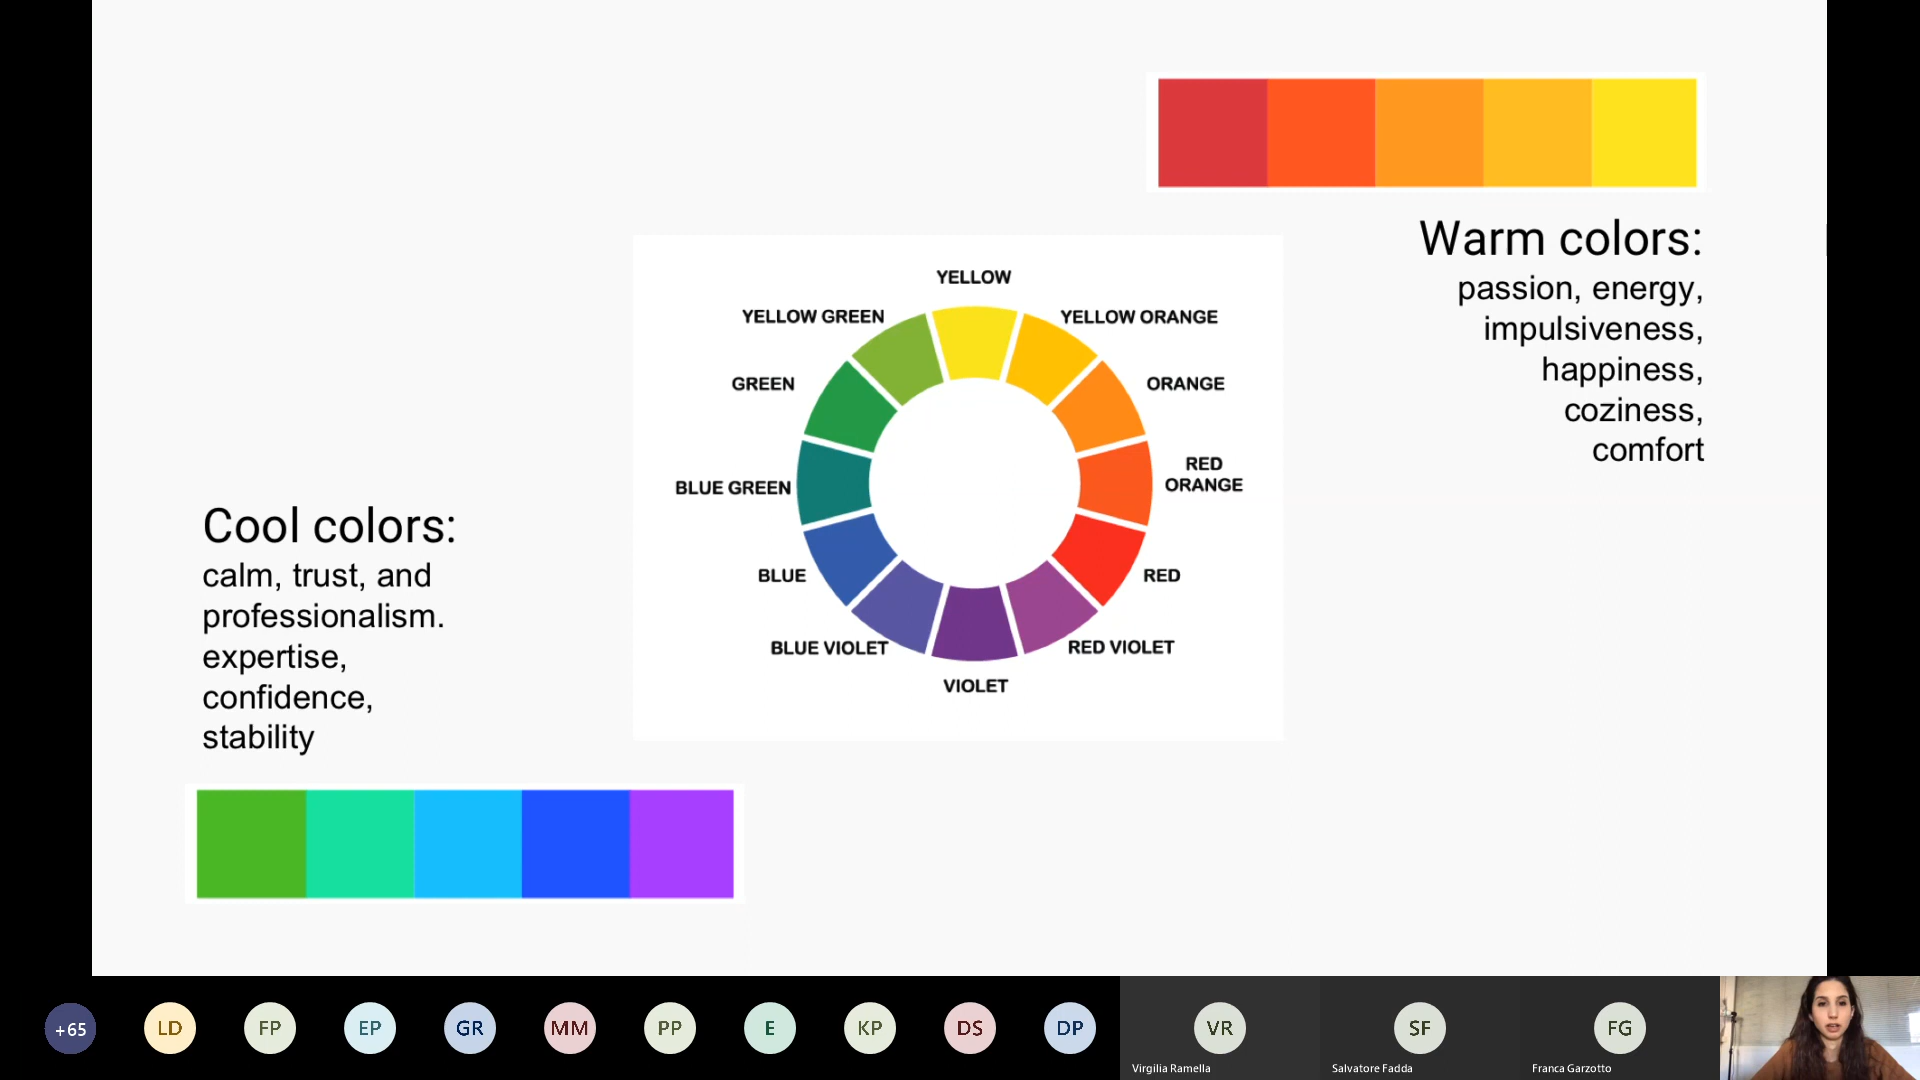 Warm colors:
passion, energy,
impulsiveness,
happiness,
coziness,
comfort
YELLOW
YELLOW GREEN
YELLOW ORANGE
GREEN
ORANGE
RED
ORANGE
BLUE GREEN
BLUE
RED
BLUE VIOLET
RED VIOLET
VIOLET
Cool colors:
calm, trust, and
professionalism.
expertise,
confidence,
stability
+65
LD
FP
EP
GR
MM
PP
E
KP
DS
DP
VR
SF
FG
Virgilia Ramella
Salvatore Fadda
Franca Garzotto